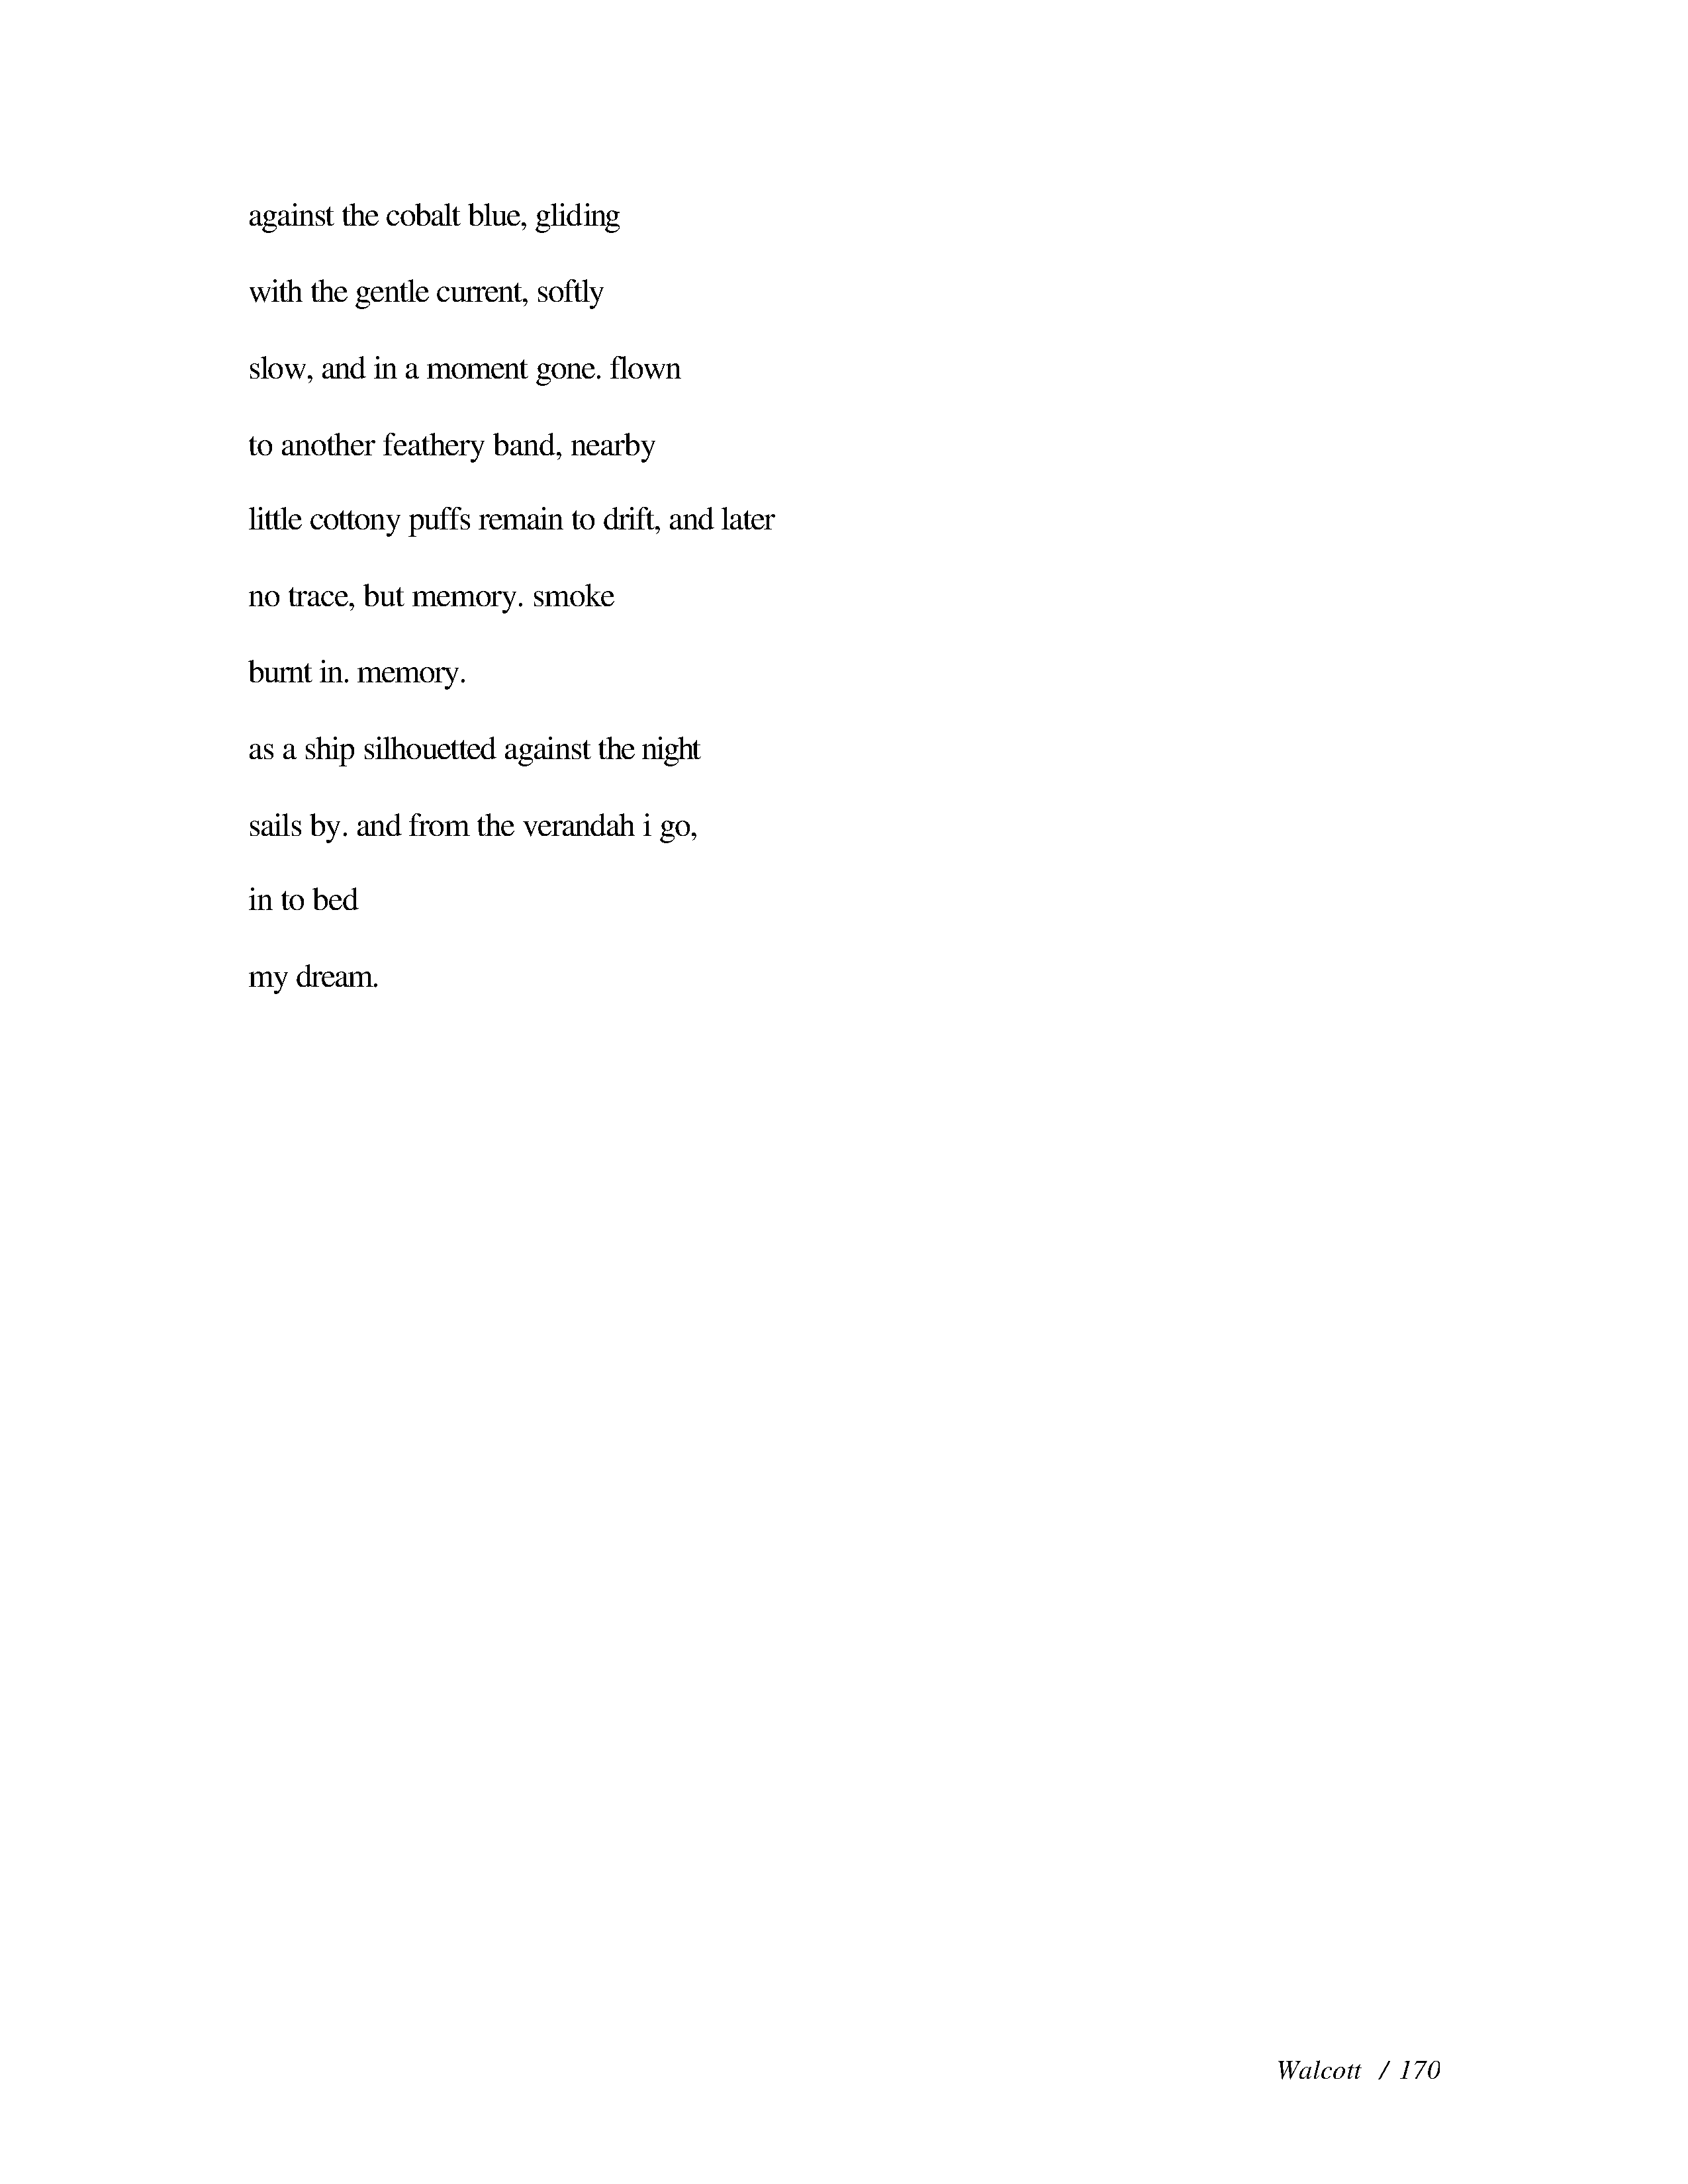 against the cobalt blue, gliding
with the gentle current, softly
slow, and in a moment gone. flown
to another feathery band, nearby
little cottony puffs remain to drift, and later
no trace, but memory. smoke
burnt in. memory.
as a ship silhouetted against the night
sails by. and from the verandah i go,
in to bed
my dream.
Walcott / 170